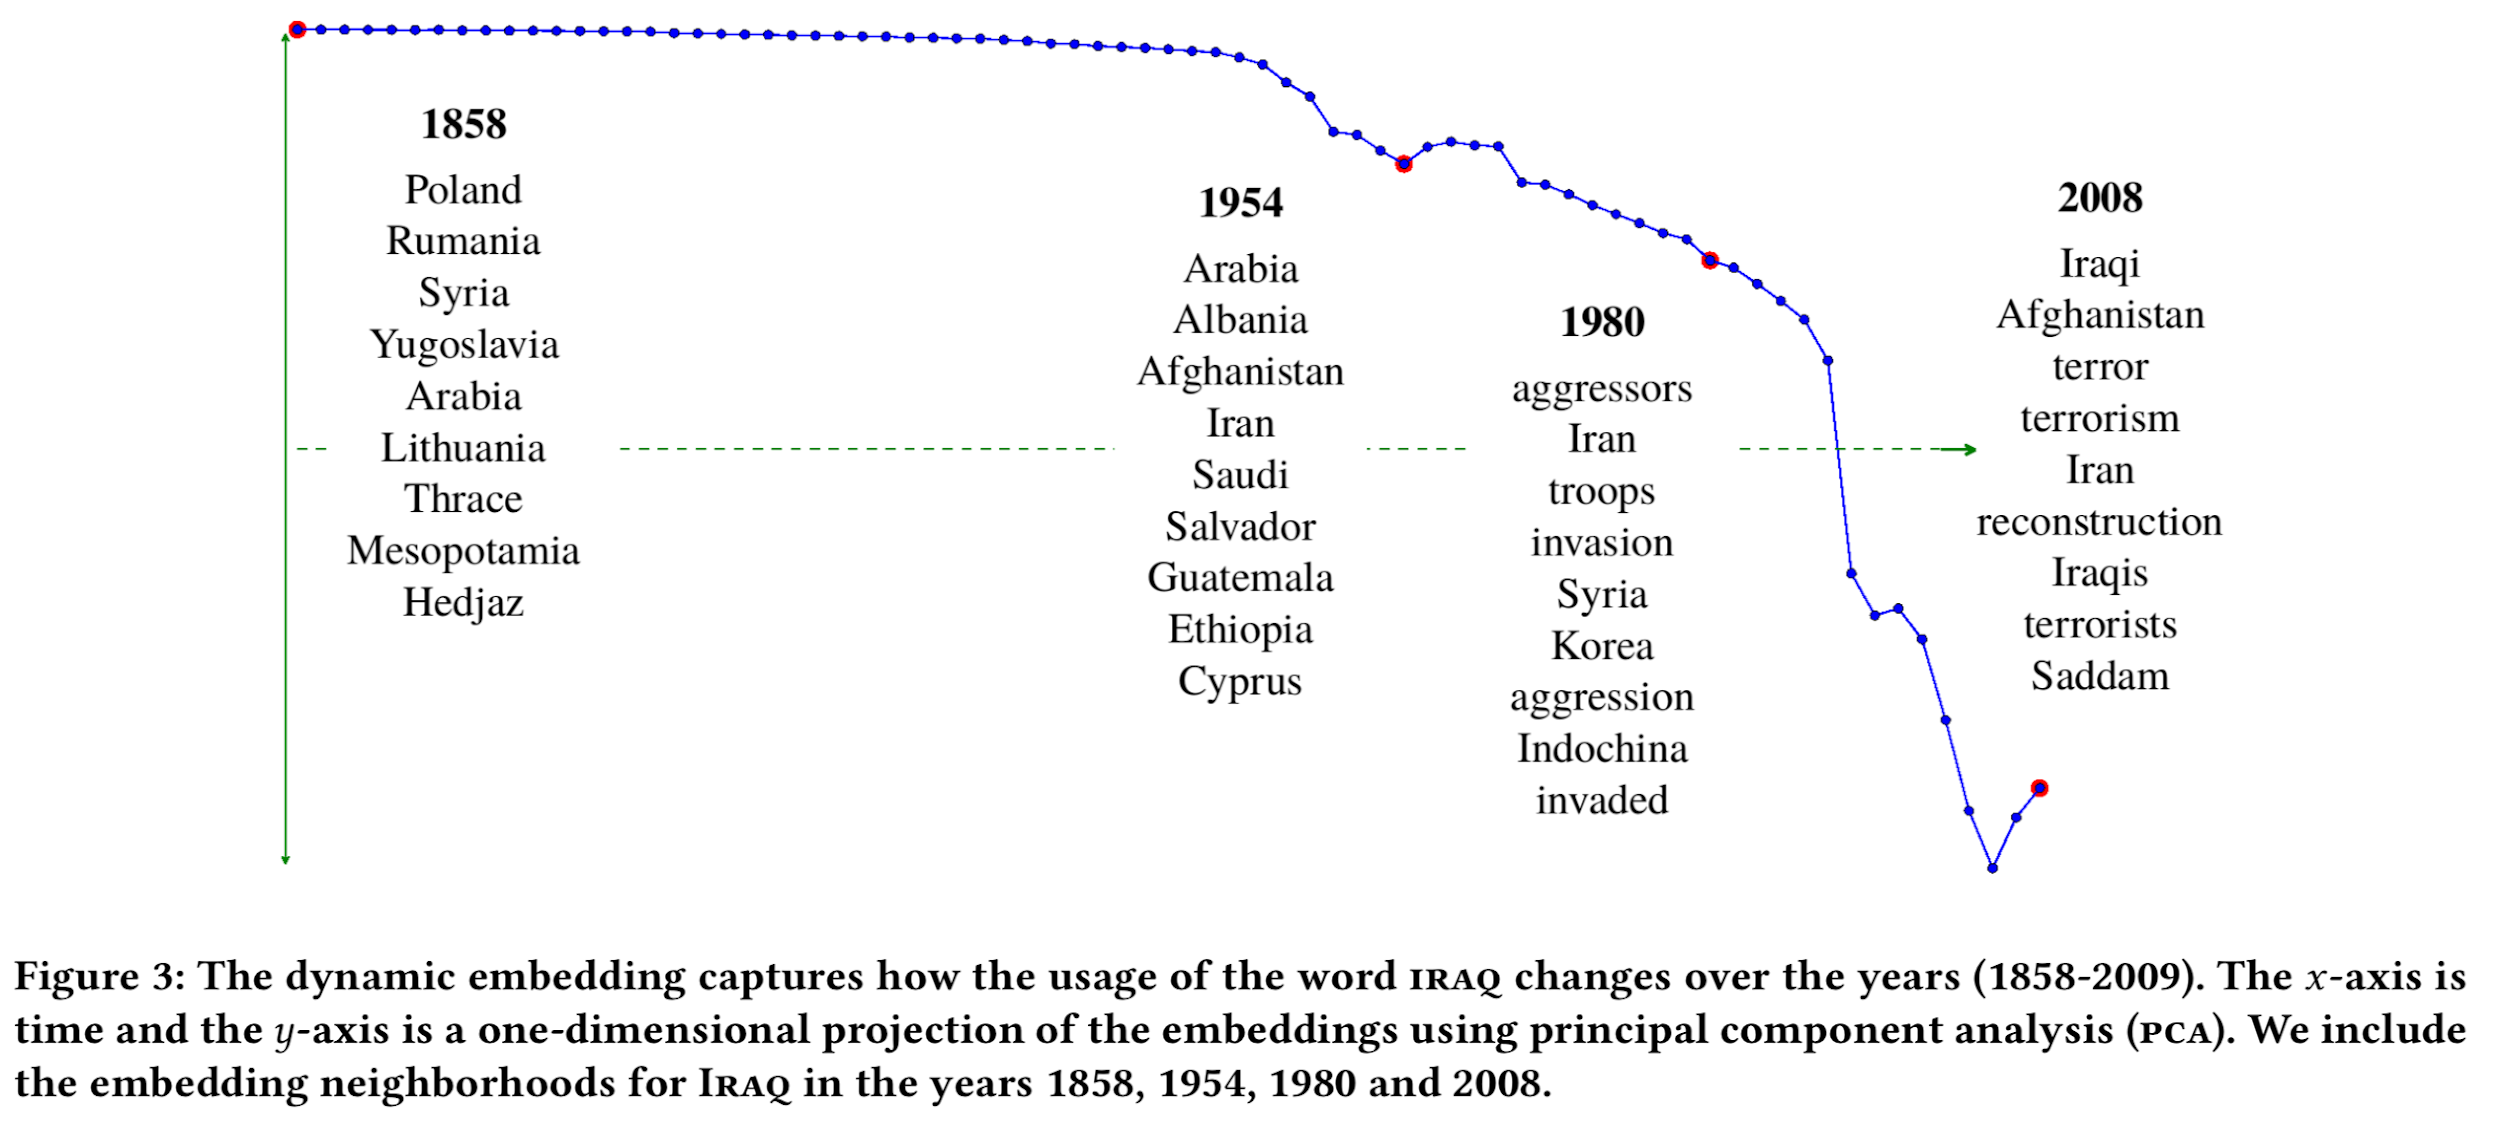 1858
Poland
Rumania
Syria
Yugoslavia
Arabia
Lithuania
Thrace
Mesopotamia
Hedjaz
1954
Arabia
Albania
Afghanistan
Iran
Saudi
Salvador
Guatemala
Ethiopia
Cyprus
1980
aggressors
Iran
troops
invasion
Syria
Korea
aggression
Indochina
invaded
2008
Iraqi
Afghanistan
terror
terrorism
Iran
reconstruction
Iraqis
terrorists
Saddam
Figure 3: The dynamic embedding captures how the usage of the word IRAQ changes over the years (1858-2009). The x-axis is
time and the y-axis is a one-dimensional projection of the embeddings using principal component analysis (PCA). We include
the embedding neighborhoods for IRAQ in the years 1858, 1954, 1980 and 2008.